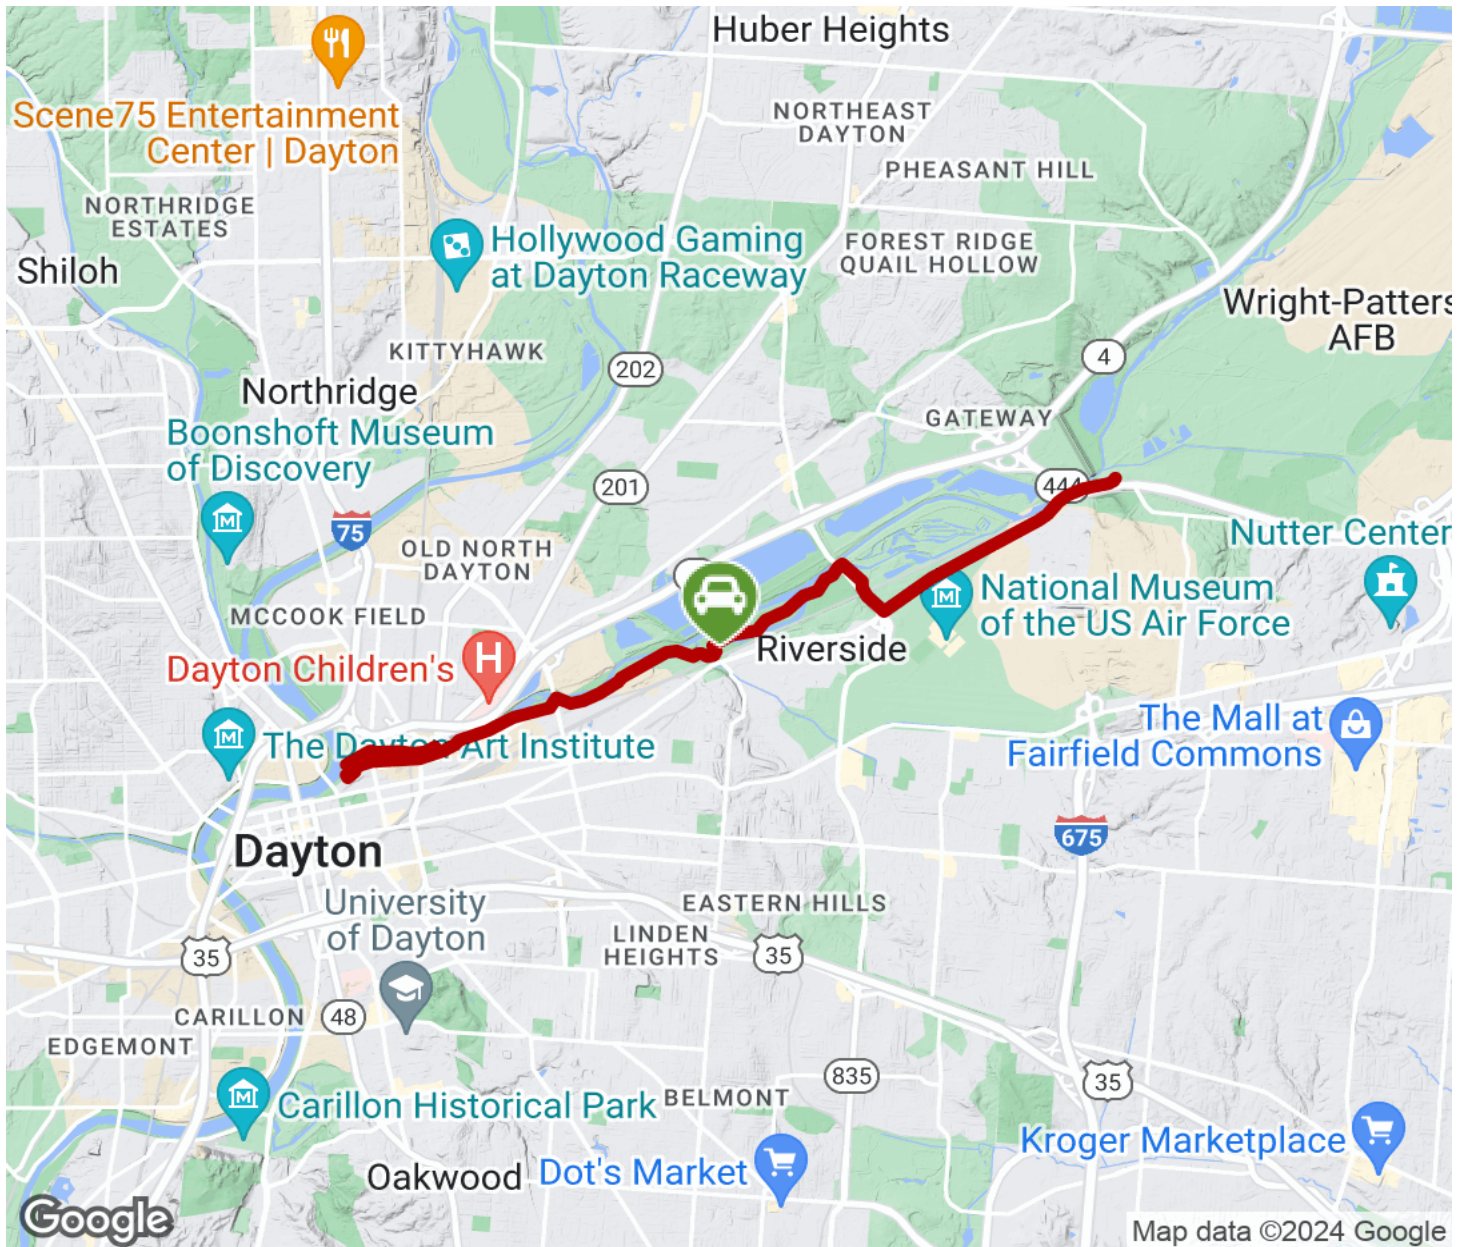 Huber Heights
Scene75 Entertainment
Center | Dayton
NORTHEAST
DAYTON
PHEASANT HILL
NORTHRIDGE
ESTATES
Hollywood Gaming
at Dayton Raceway
FOREST RIDGE
QUAIL HOLLOW
Shiloh
Wright-Patters
AFB
KITTYHAWK
202
4
Northridge
GATEWAY
Boonshoft Museum
of Discovery
201
444
75
Nutter Center
OLD NORTH
DAYTON
National Museum
of the US Air Force
MCCOOK FIELD
Riverside
Dayton Children's
H
The Mall at
Fairfield Commons
The Dayton Art Institute
675
Dayton
University
of Dayton
EASTERN HILLS
LINDEN
HEIGHTS
35
35
CARILLON
48
EDGEMONT
835
35
Carillon Historical Park
BELMONT
Kroger Marketplace
Oakwood
Dot's Market
Google
Map data ©2024 Google